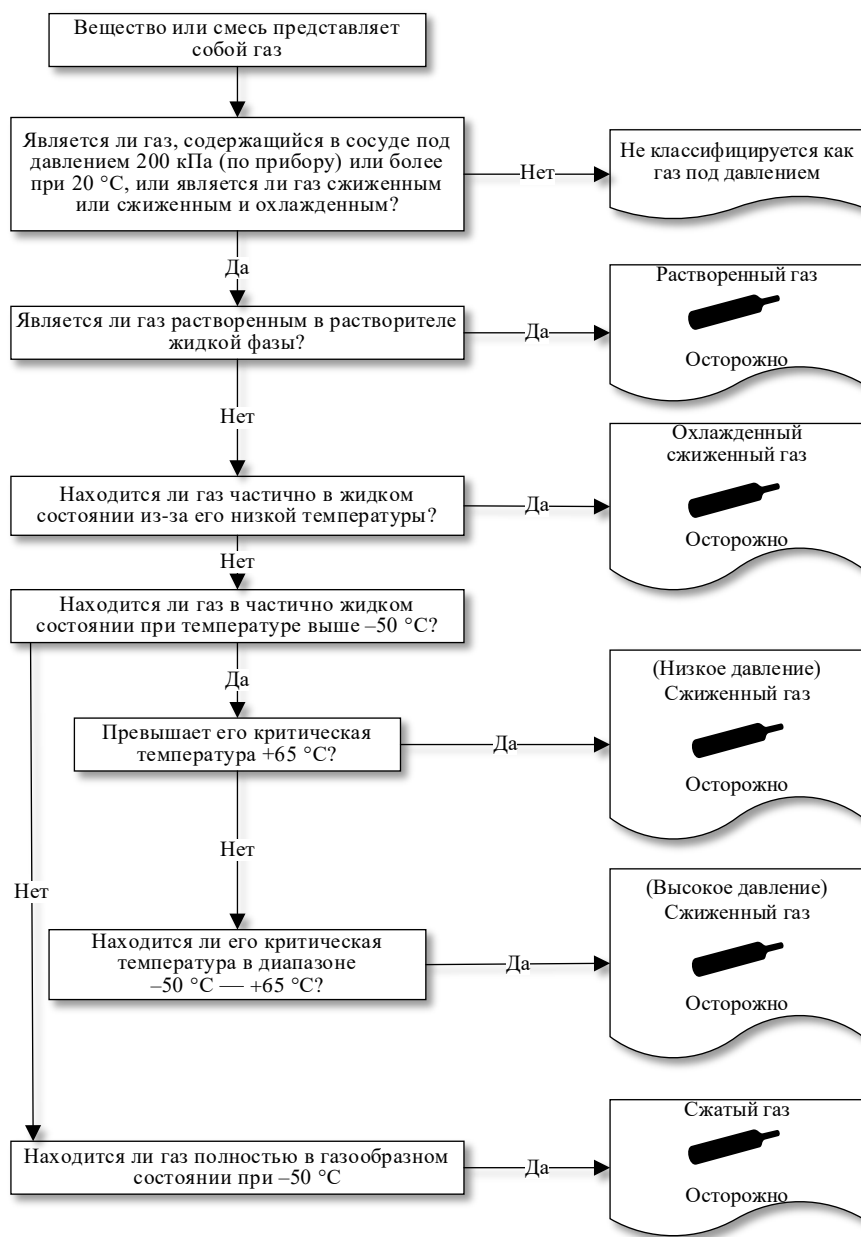 Вещество или смесь представляет
собой газ
Является ли газ, содержащийся в сосуде под
давлением 200 кПа (по прибору) или более
при 20 °C, или является ли газ сжиженным
или сжиженным и охлажденным?
Нет
Не классифицируется как
газ под давлением
Да
Является ли газ растворенным в растворителе
жидкой фазы?
Да
Растворенный газ
Осторожно
Нет
Находится ли газ частично в жидком
состоянии из-за его низкой температуры?
Да
Охлажденный
сжиженный газ
Осторожно
Нет
Находится ли газ в частично жидком
состоянии при температуре выше –50 °C?
Да
Превышает его критическая
температура +65 °C?
Да
(Низкое давление)
Сжиженный газ
Осторожно
Нет
Находится ли его критическая
температура в диапазоне
–50 °C — +65 °C?
Да
(Высокое давление)
Сжиженный газ
Осторожно
Нет
Находится ли газ полностью в газообразном
состоянии при –50 °C
Да
Сжатый газ
Осторожно